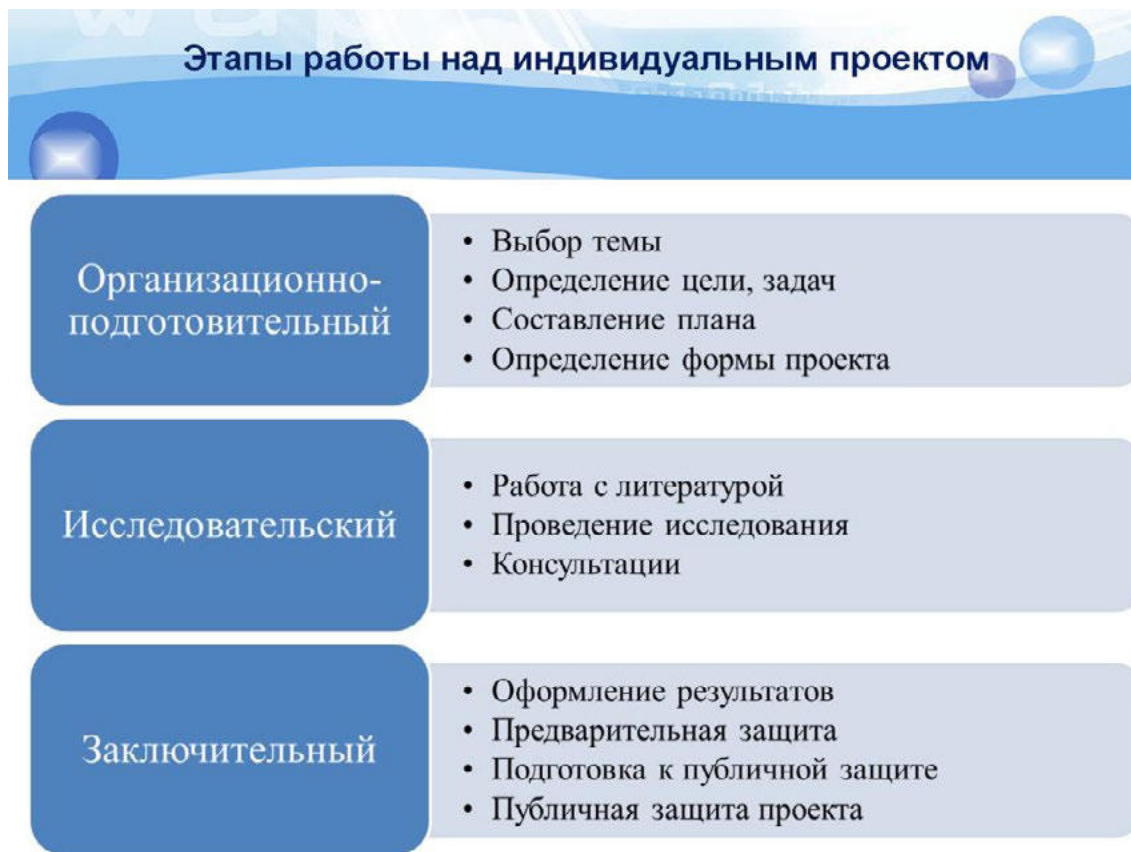 Этапы работы над индивидуальным проектом
Организационно-
подготовительный
• Выбор темы
• Определение цели, задач
• Составление плана
• Определение формы проекта
Исследовательский
• Работа с литературой
• Проведение исследования
• Консультации
Заключительный
• Оформление результатов
• Предварительная защита
• Подготовка к публичной защите
• Публичная защита проекта